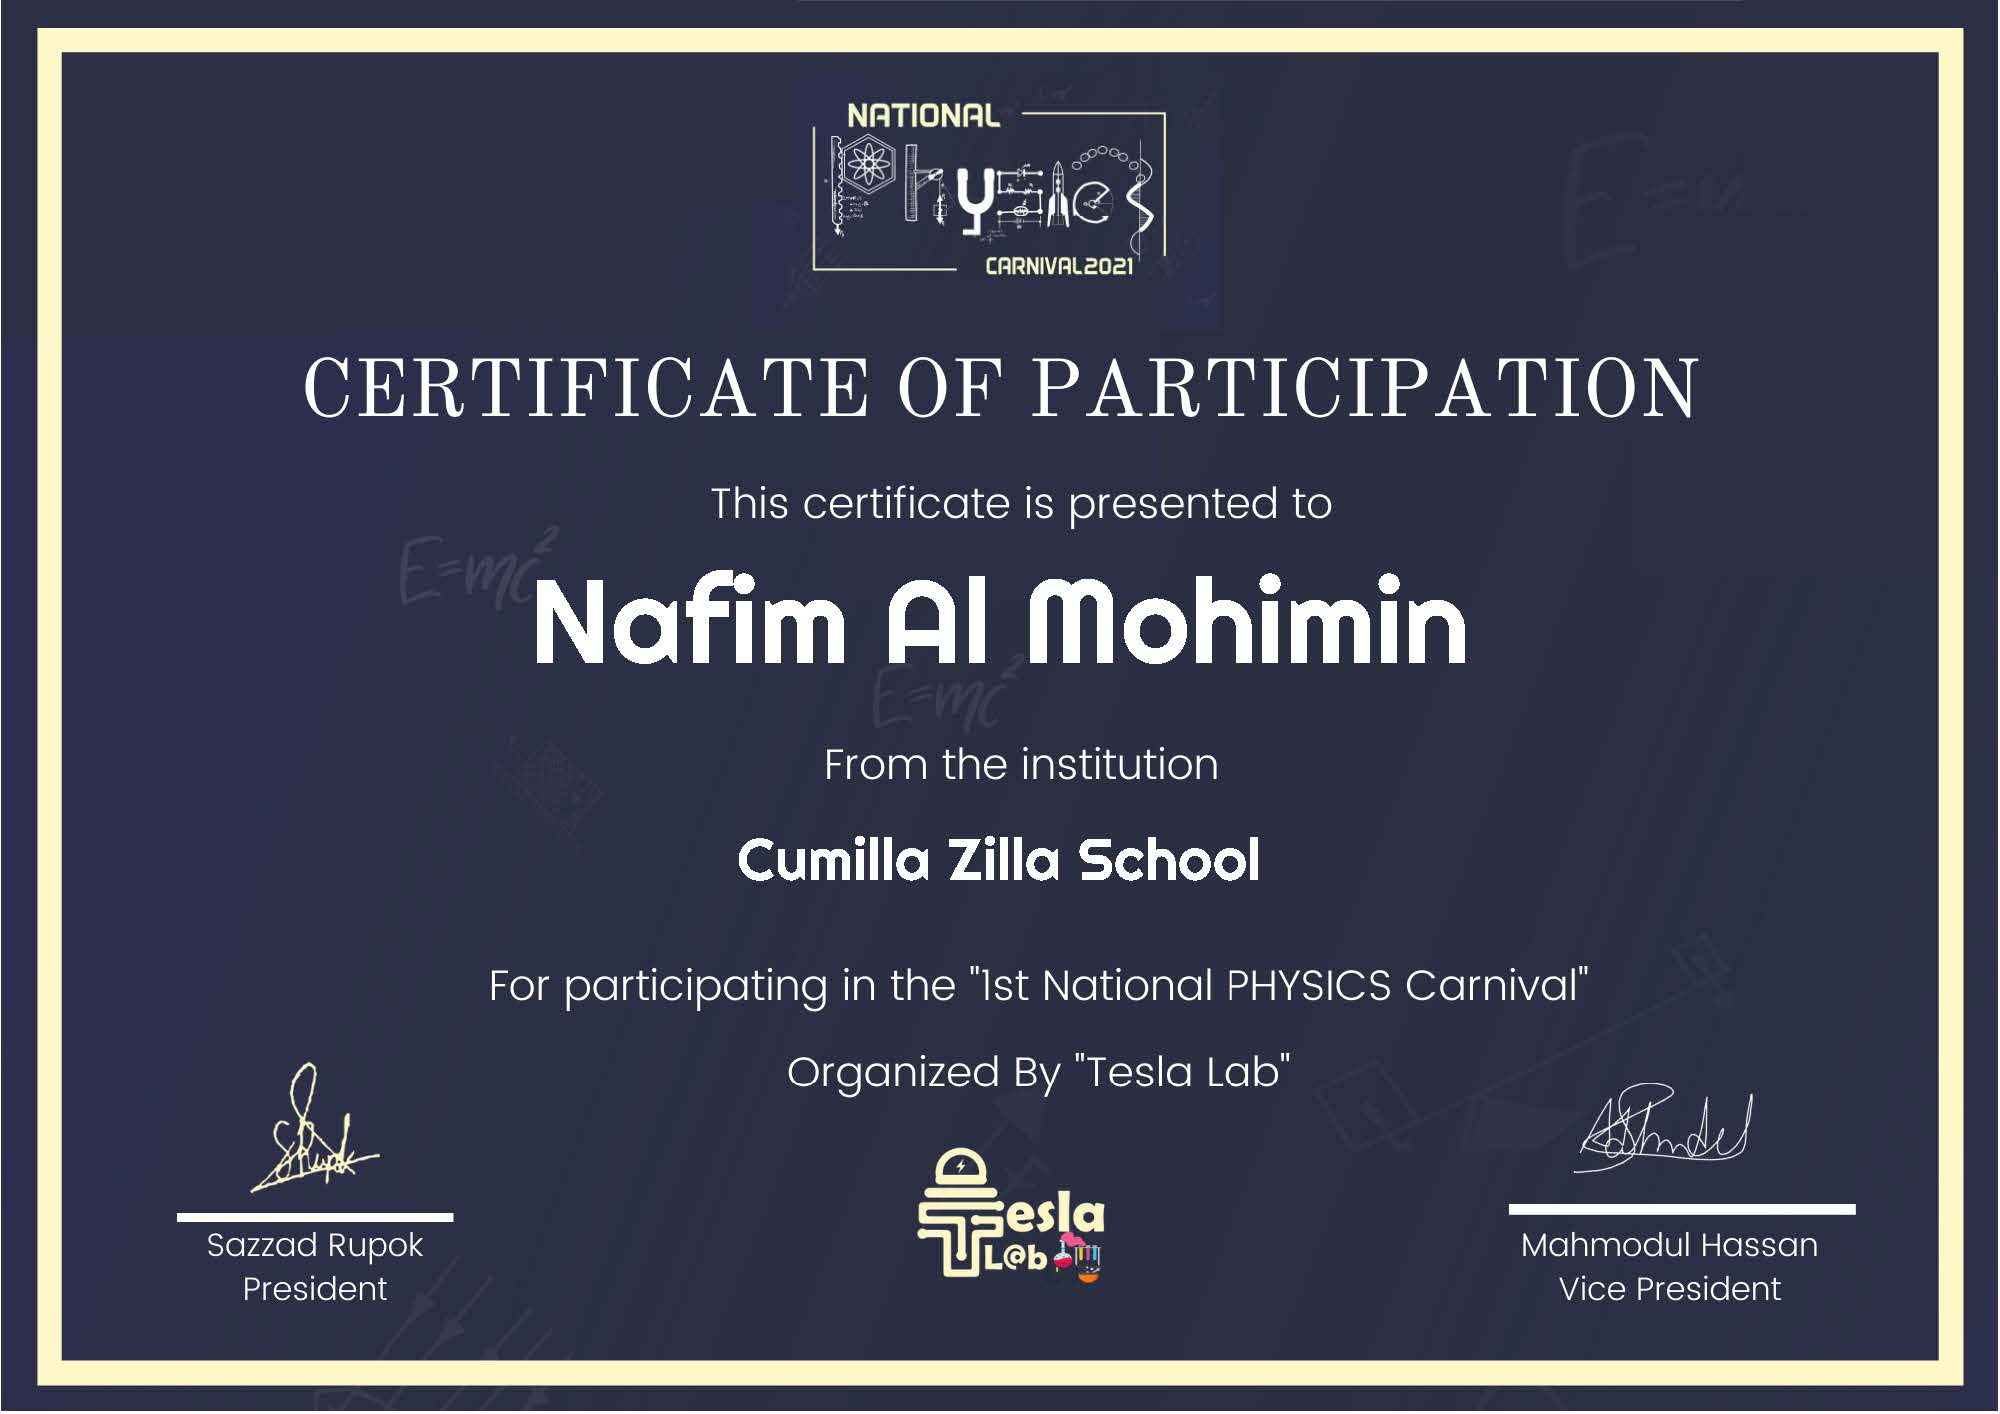 NATIONAL
Physics
CARNIVAL2021
CERTIFICATE OF PARTICIPATION
This certificate is presented to
E=mc²
Nafim Al Mohimin
E=mc²
From the institution
Cumilla Zilla School
For participating in the "1st National PHYSICS Carnival"
Organized By "Tesla Lab"
Tesla
L@b
Sazzad Rupok
President
Mahmodul Hassan
Vice President